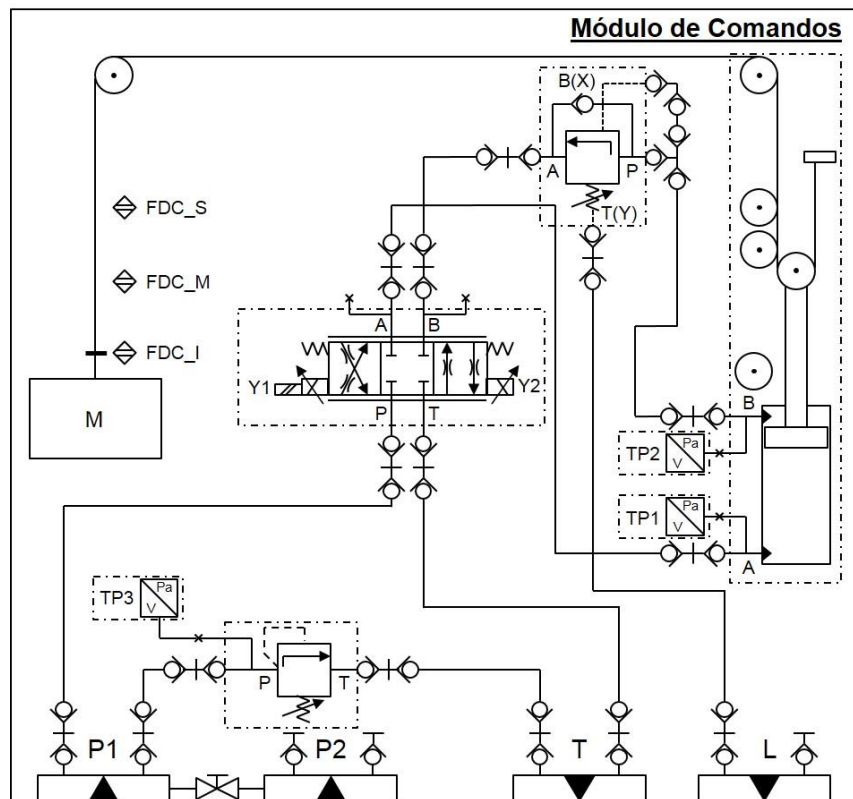 Módulo de Comandos
B(X)
A
P
T(Y)
FDC_S
FDC_M
FDC_I
M
A
B
Y1
Y2
P
T
B
TP2
Pa
V
TP1
Pa
V
A
TP3
Pa
V
P
T
P1
P2
T
L